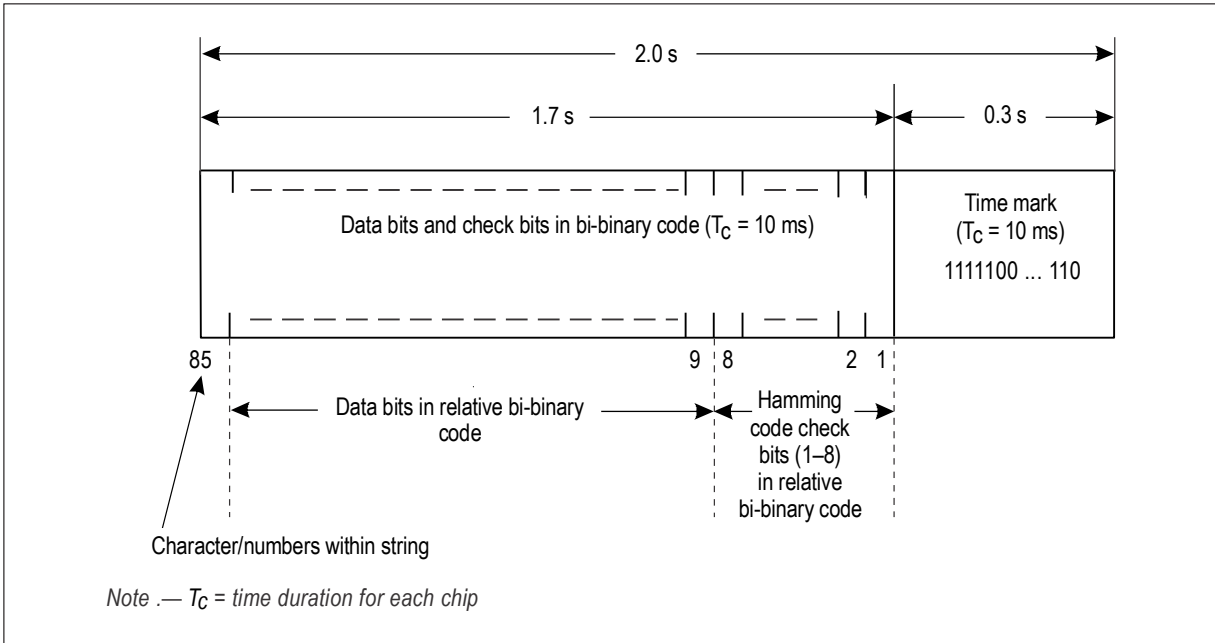 2.0 s
1.7 s
0.3 s
Data bits and check bits in bi-binary code (TC = 10 ms)
Time mark
(TC = 10 ms)
1111100 ... 110
85
9
8
2
1
Data bits in relative bi-binary
code
Hamming
code check
bits (1–8)
in relative
bi-binary code
Character/numbers within string
Note .— TC = time duration for each chip